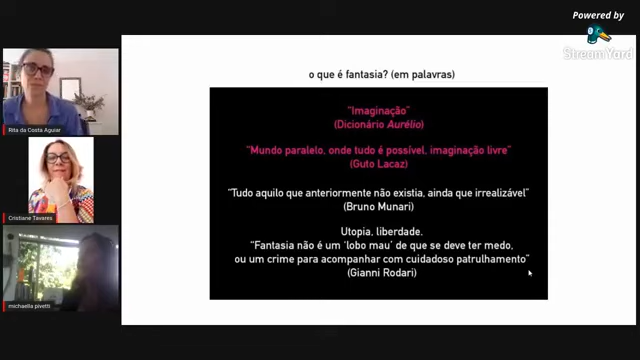 Powered by
StreamYard
o que é fantasia? (em palavras)
"Imaginação"
(Dicionário Aurélio)
"Mundo paralelo, onde tudo é possível, imaginação livre"
(Guto Lacaz)
"Tudo aquilo que anteriormente não existia, ainda que irrealizável"
(Bruno Munari)
Utopia, liberdade.
"Fantasia não é um 'lobo mau' de que se deve ter medo,
ou um crime para acompanhar com cuidadoso patrulhamento"
(Gianni Rodari)
Rita da Costa Aguiar
Cristiane Tavares
michaella pivetti